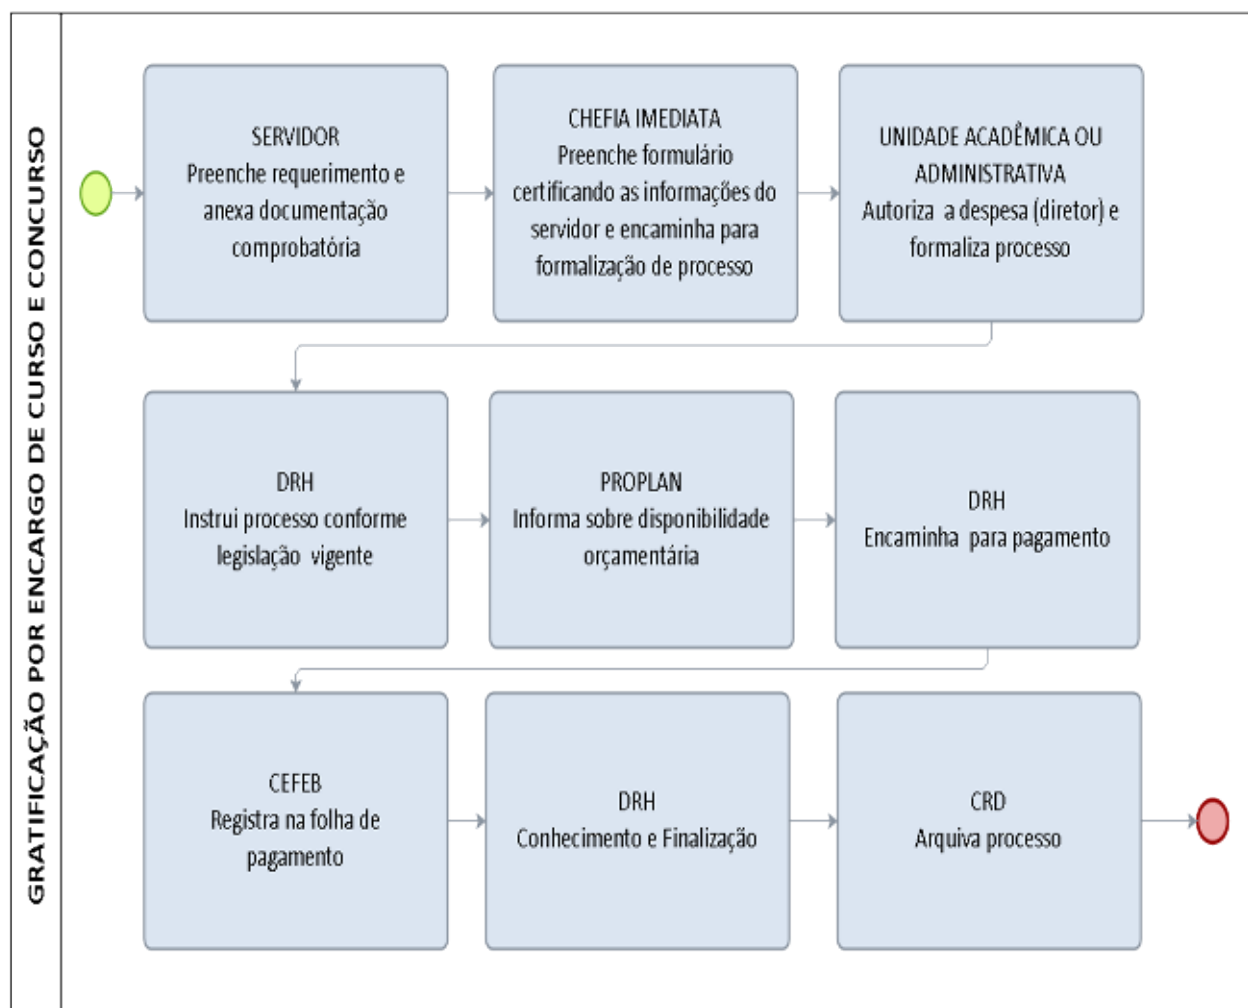 GRATIFICAÇÃO POR ENCARGO DE CURSO E CONCURSO
SERVIDOR
Preenche requerimento e
anexa documentação
comprobatória
CHEFIA IMEDIATA
Preenche formulário
certificando as informações do
servidor e encaminha para
formalização de processo
UNIDADE ACADÊMICA OU
ADMINISTRATIVA
Autoriza a despesa (diretor) e
formaliza processo
DRH
Instrui processo conforme
legislação vigente
PROPLAN
Informa sobre disponibilidade
orçamentária
DRH
Encaminha para pagamento
CEFEB
Registra na folha de
pagamento
DRH
Conhecimento e Finalização
CRD
Arquiva processo